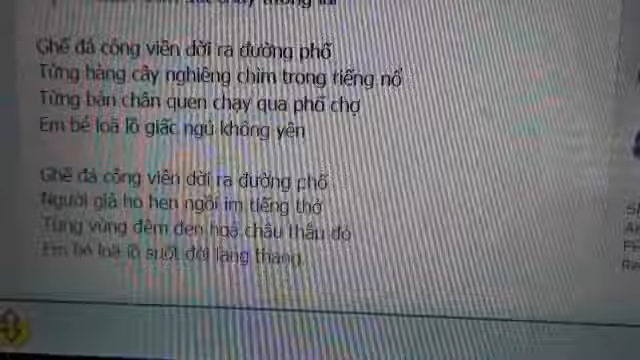 Ghế đá công viên dời ra đường phố
Từng hàng cây nghiêng chìm trong tiếng nổ
Từng bàn chân quen chạy qua phố chợ
Em bé loã lồ giấc ngủ không yên
Ghế đá công viên dời ra đường phố
Người già ho hen ngồi im tiếng thở
Từng vùng đêm đen hoả châu thắp đỏ
Em bé loã lồ suốt đời lang thang